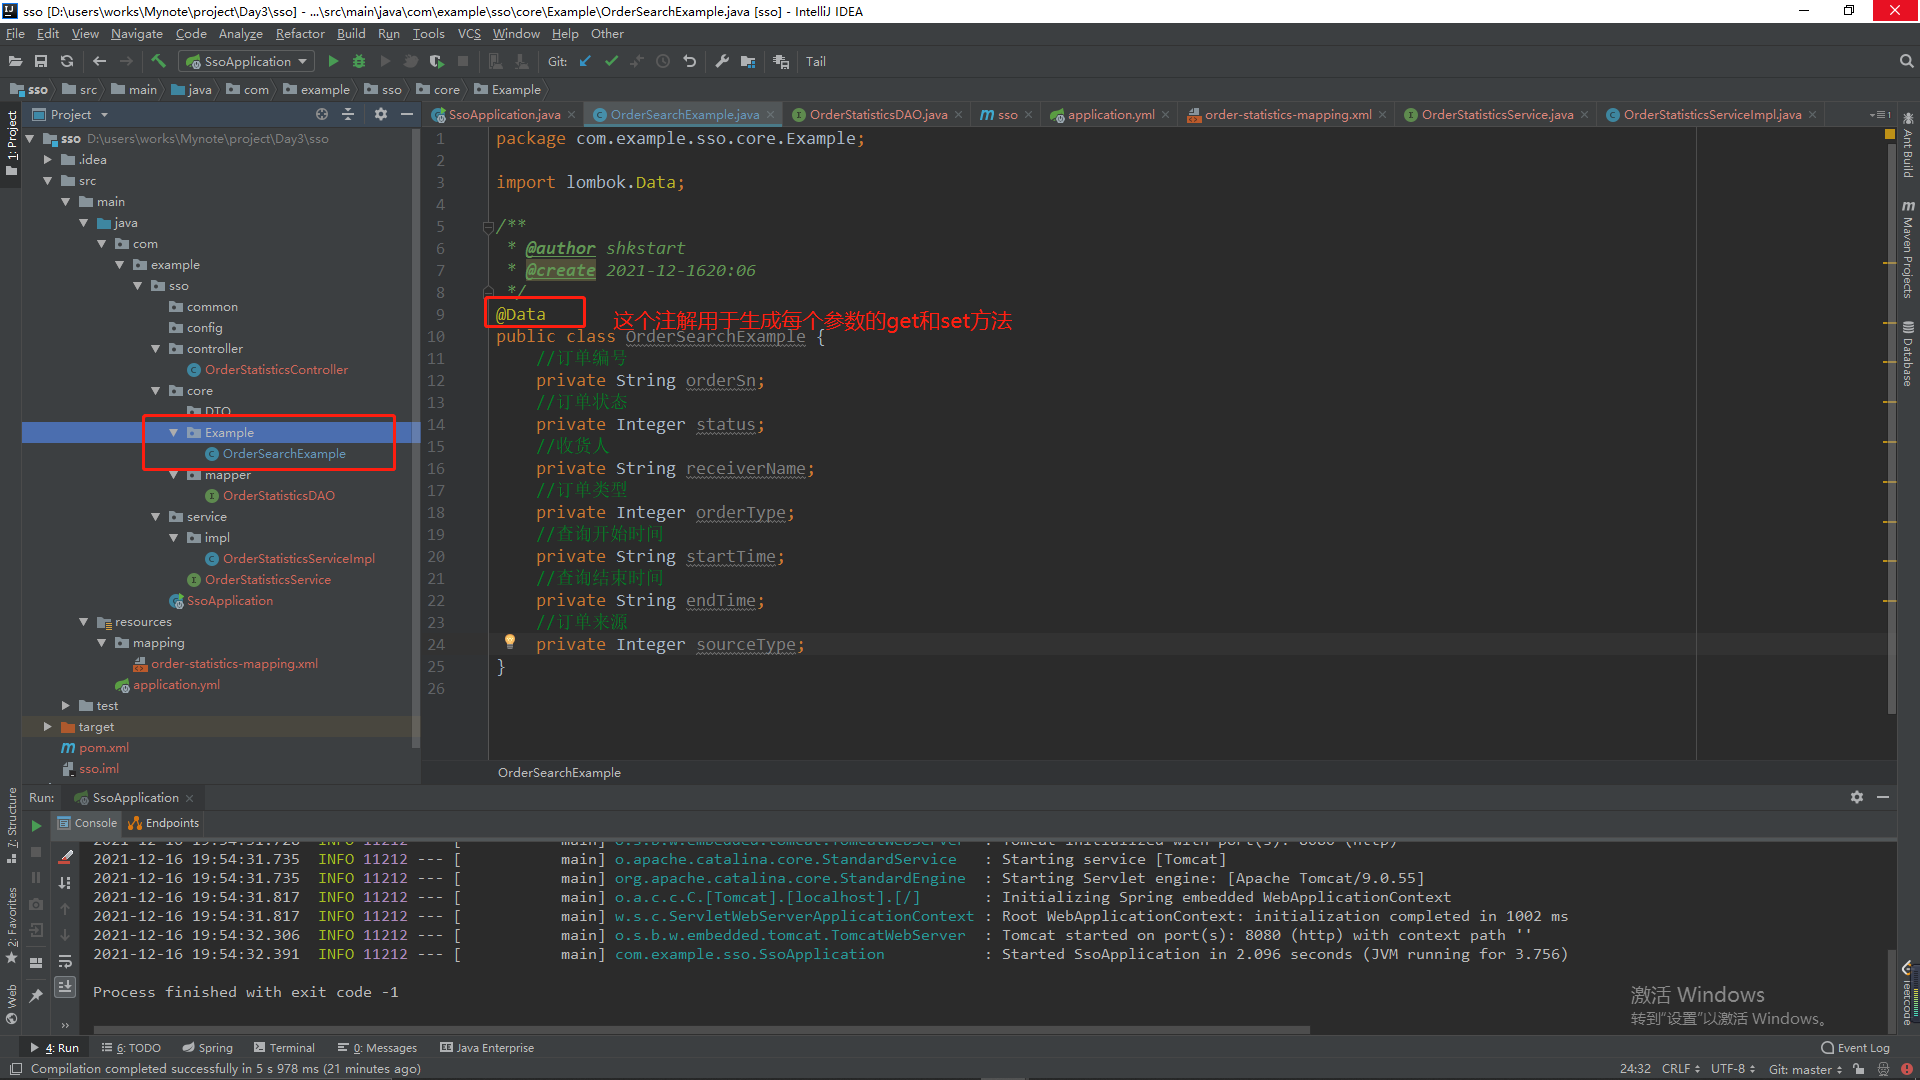 sso [D:\users\works\Mynote\project\Day3\sso] - ...\src\main\java\com\example\sso\core\Example\OrderSearchExample.java [sso] - IntelliJ IDEA
File Edit View Navigate Code Analyze Refactor Build Run Tools VCS Window Help Other
SsoApplication Git: Tail
sso src main java com example sso core Example
Project
SsoApplication.java OrderSearchExample.java OrderStatisticsDAO.java sso application.yml order-statistics-mapping.xml OrderStatisticsService.java OrderStatisticsServiceImpl.java
1: Project
sso D:\users\works\Mynote\project\Day3\sso
.idea
src
main
java
com
example
sso
common
config
controller
OrderStatisticsController
core
DTO
Example
OrderSearchExample
mapper
OrderStatisticsDAO
service
impl
OrderStatisticsServiceImpl
OrderStatisticsService
SsoApplication
resources
mapping
order-statistics-mapping.xml
application.yml
test
target
pom.xml
sso.iml
1 package com.example.sso.core.Example;
2
3 import lombok.Data;
4
5 /**
6 * @author shkstart
7 * @create 2021-12-1620:06
8 */
9 @Data
这个注解用于生成每个参数的get和set方法
10 public class OrderSearchExample {
11 //订单编号
12 private String orderSn;
13 //订单状态
14 private Integer status;
15 //收货人
16 private String receiverName;
17 //订单类型
18 private Integer orderType;
19 //查询开始时间
20 private String startTime;
21 //查询结束时间
22 private String endTime;
23 //订单来源
24 private Integer sourceType;
25 }
26
OrderSearchExample
Ant Build
Maven Projects
Database
leetcode
7: Structure
2: Favorites
Web
Run: SsoApplication
Console Endpoints
2021-12-16 19:54:31.728 INFO 11212 --- [ main] o.s.b.w.embedded.tomcat.TomcatWebServer : Tomcat initialized with port(s): 8080 (http)
2021-12-16 19:54:31.735 INFO 11212 --- [ main] o.apache.catalina.core.StandardService : Starting service [Tomcat]
2021-12-16 19:54:31.735 INFO 11212 --- [ main] org.apache.catalina.core.StandardEngine : Starting Servlet engine: [Apache Tomcat/9.0.55]
2021-12-16 19:54:31.817 INFO 11212 --- [ main] o.a.c.c.C.[Tomcat].[localhost].[/] : Initializing Spring embedded WebApplicationContext
2021-12-16 19:54:31.817 INFO 11212 --- [ main] w.s.c.ServletWebServerApplicationContext : Root WebApplicationContext: initialization completed in 1002 ms
2021-12-16 19:54:32.306 INFO 11212 --- [ main] o.s.b.w.embedded.tomcat.TomcatWebServer : Tomcat started on port(s): 8080 (http) with context path ''
2021-12-16 19:54:32.391 INFO 11212 --- [ main] com.example.sso.SsoApplication : Started SsoApplication in 2.096 seconds (JVM running for 3.756)
Process finished with exit code -1
激活 Windows
转到“设置”以激活 Windows。
4: Run 6: TODO Spring Terminal 0: Messages Java Enterprise Event Log
Compilation completed successfully in 5 s 978 ms (21 minutes ago) 24:32 CRLF UTF-8 Git: master